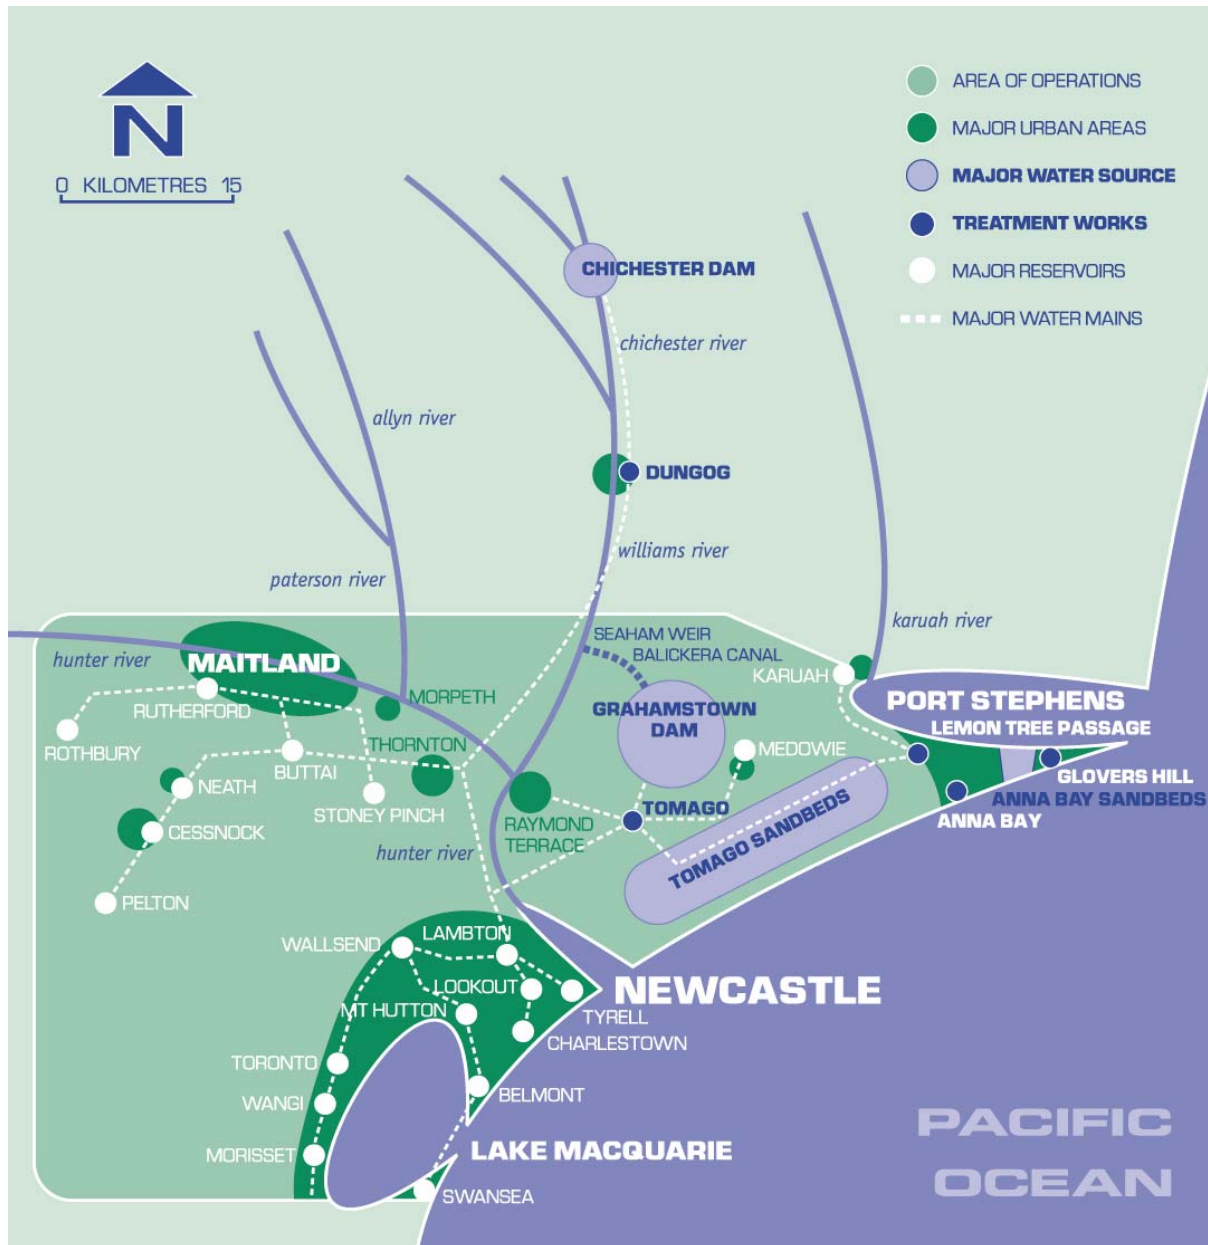 N
0 KILOMETRES 15
AREA OF OPERATIONS
MAJOR URBAN AREAS
MAJOR WATER SOURCE
TREATMENT WORKS
MAJOR RESERVOIRS
MAJOR WATER MAINS
CHICHESTER DAM
chichester river
allyn river
DUNGOG
williams river
paterson river
karuah river
SEAHAM WEIR
BALICKERA CANAL
hunter river
MAITLAND
KARUAH
MORPETH
PORT STEPHENS
RUTHERFORD
GRAHAMSTOWN
DAM
LEMON TREE PASSAGE
ROTHBURY
THORNTON
MEDOWIE
BUTTAI
GLOVERS HILL
NEATH
ANNA BAY SANDBEDS
STONEY PINCH
TOMAGO
ANNA BAY
CESSNOCK
RAYMOND
TERRACE
TOMAGO SANDBEDS
hunter river
PELTON
WALLSEND
LAMBTON
LOOKOUT
NEWCASTLE
MT HUTTON
TYRELL
CHARLESTOWN
TORONTO
BELMONT
WANGI
PACIFIC
OCEAN
MORISSET
LAKE MACQUARIE
SWANSEA